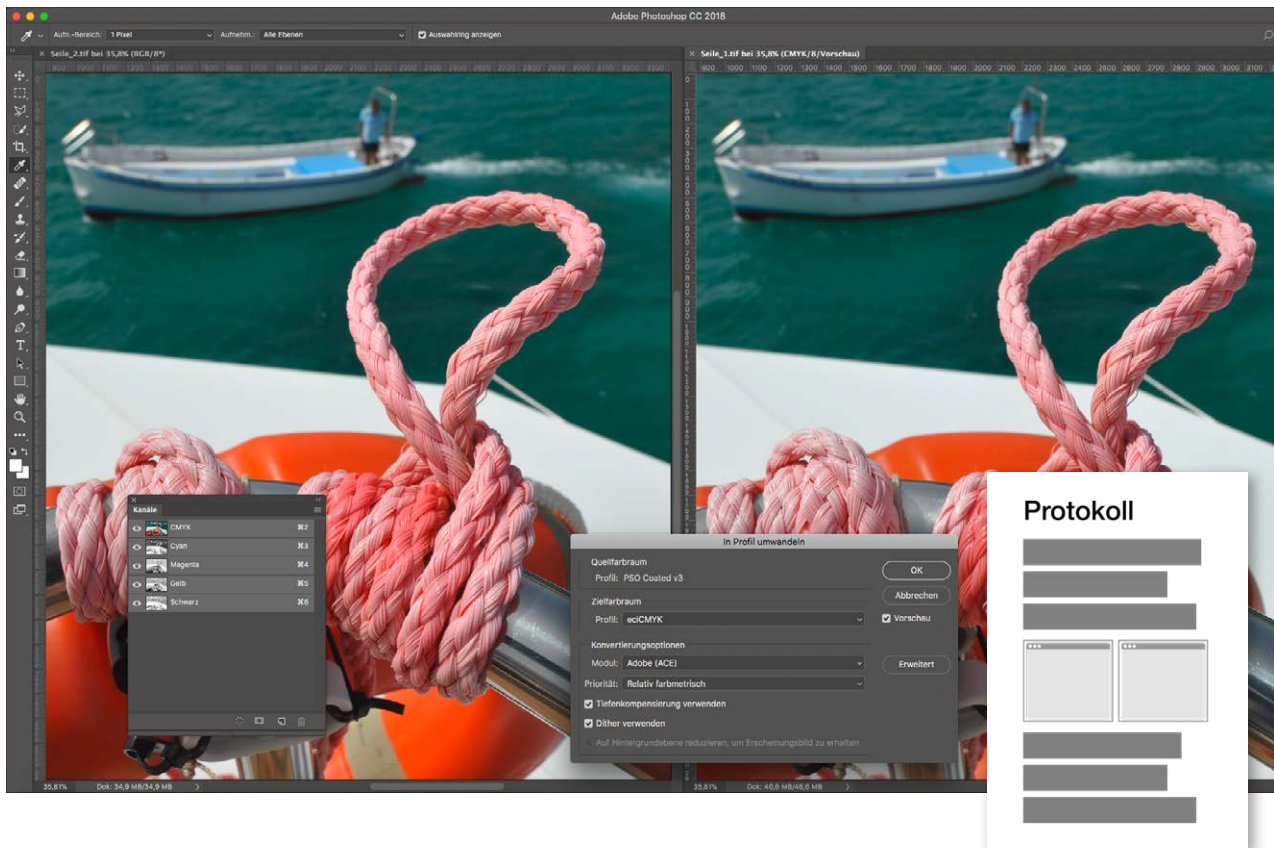 Adobe Photoshop CC 2018
Aufn.-Bereich: 1 Pixel Aufnehm.: Alle Ebenen Auswahlring anzeigen
× Seile_2.tif bei 35,8% (RGB/8*)
× Seile_1.tif bei 35,8% (CMYK/8/Vorschau)
Kanäle
CMYK ⌘2
Cyan ⌘3
Magenta ⌘4
Gelb ⌘5
Schwarz ⌘6
In Profil umwandeln
Quellfarbraum
Profil: PSO Coated v3
Zielfarbraum
Profil: eciCMYK
Konvertierungsoptionen
Modul: Adobe (ACE)
Priorität: Relativ farbmetrisch
Tiefenkompensierung verwenden
Dither verwenden
Auf Hintergrundebene reduzieren, um Erscheinungsbild zu erhalten
OK
Abbrechen
Vorschau
Erweitert
Protokoll
35,81% Dok: 34,9 MB/34,9 MB
35,81% Dok: 46,6 MB/46,6 MB